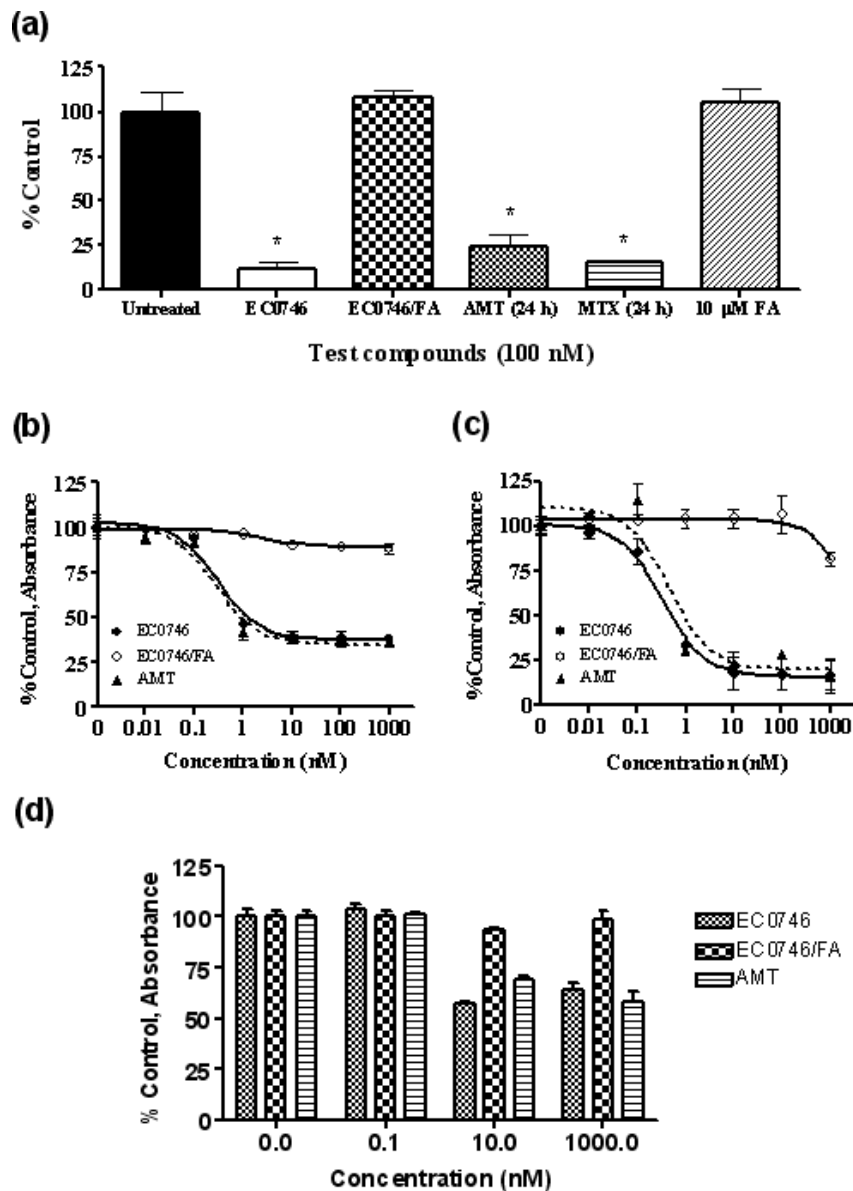 (a)
125
100
75
50
25
0
% Control
*
*
*
Untreated EC0746 EC0746/FA AMT (24 h) MTX (24 h) 10 µM FA
Test compounds (100 nM)
(b)
125
100
75
50
25
0
%Control, Absorbance
EC0746
EC0746/FA
AMT
0 0.01 0.1 1 10 100 1000
Concentration (nM)
(c)
125
100
75
50
25
0
%Control, Absorbance
EC0746
EC0746/FA
AMT
0 0.01 0.1 1 10 100 1000
Concentration (nM)
(d)
125
100
75
50
25
0
% Control, Absorbance
EC0746
EC0746/FA
AMT
0.0 0.1 10.0 1000.0
Concentration (nM)